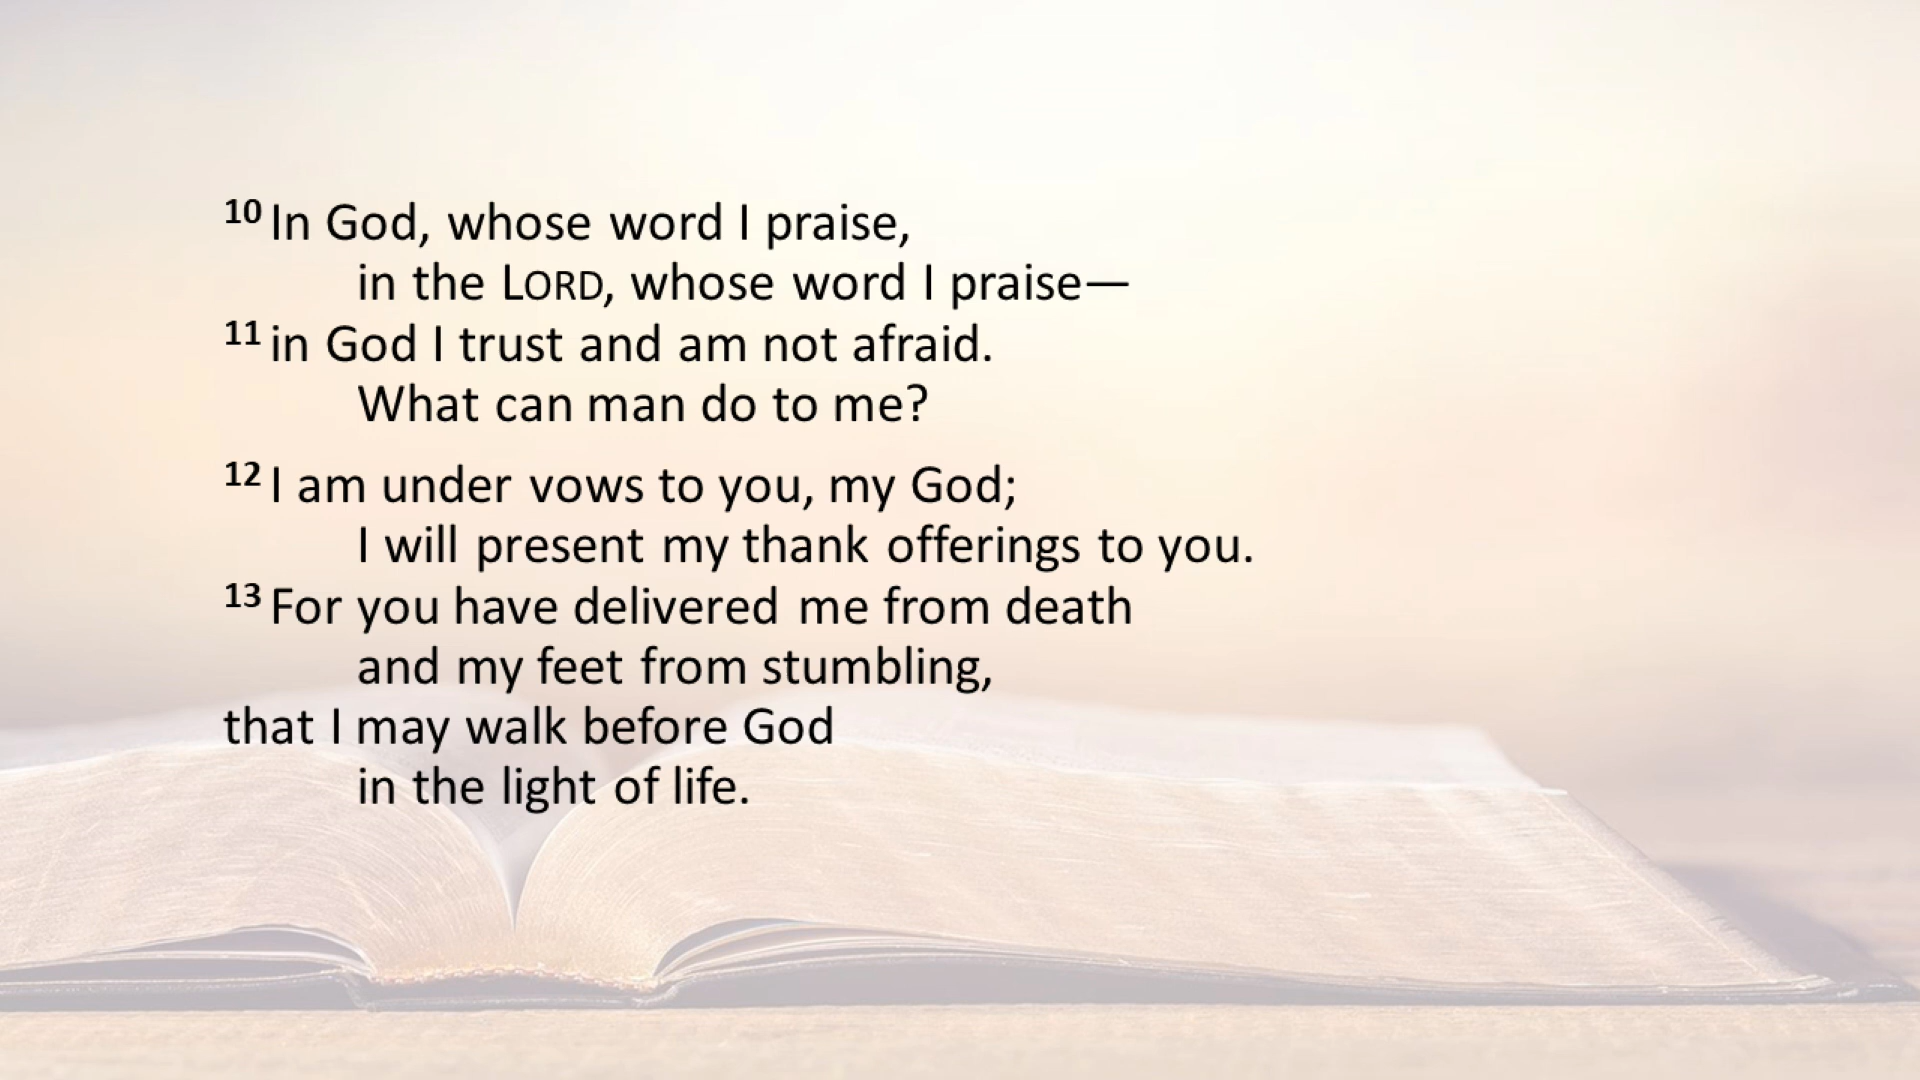 10 In God, whose word I praise,
in the LORD, whose word I praise—
11 in God I trust and am not afraid.
What can man do to me?
12 I am under vows to you, my God;
I will present my thank offerings to you.
13 For you have delivered me from death
and my feet from stumbling,
that I may walk before God
in the light of life.